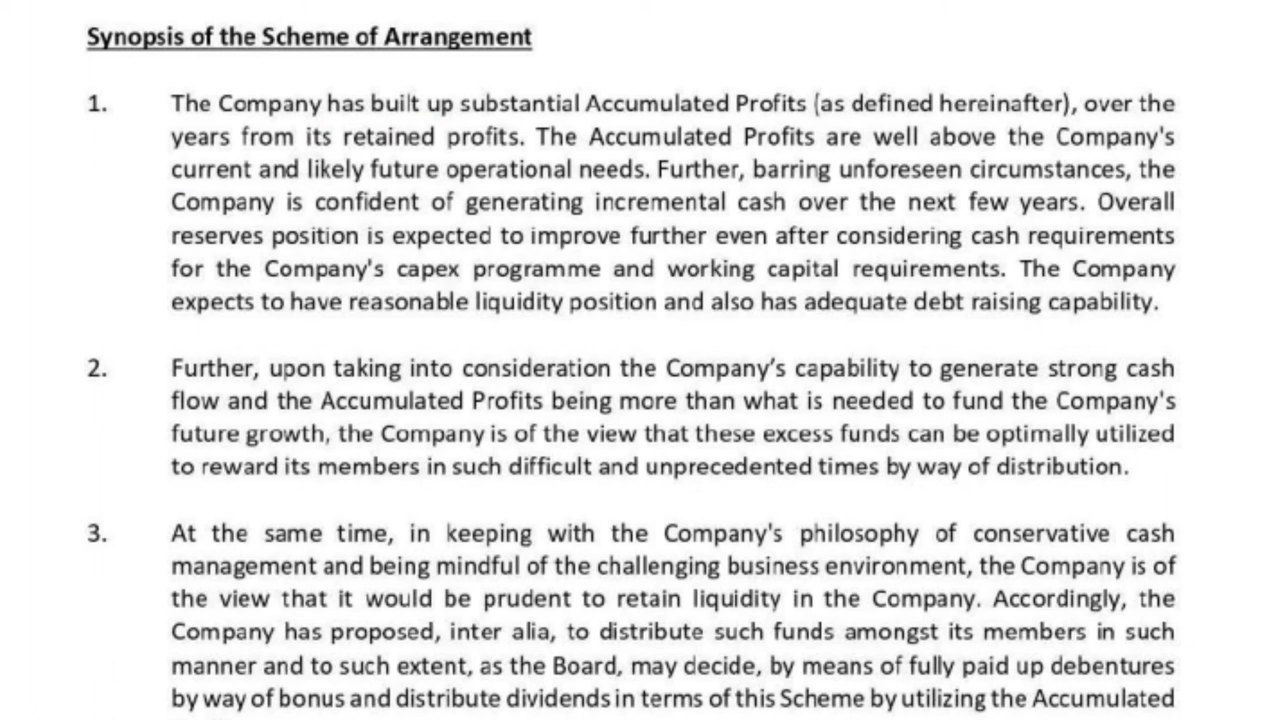 Synopsis of the Scheme of Arrangement
1. The Company has built up substantial Accumulated Profits (as defined hereinafter), over the
years from its retained profits. The Accumulated Profits are well above the Company's
current and likely future operational needs. Further, barring unforeseen circumstances, the
Company is confident of generating incremental cash over the next few years. Overall
reserves position is expected to improve further even after considering cash requirements
for the Company's capex programme and working capital requirements. The Company
expects to have reasonable liquidity position and also has adequate debt raising capability.
2. Further, upon taking into consideration the Company’s capability to generate strong cash
flow and the Accumulated Profits being more than what is needed to fund the Company's
future growth, the Company is of the view that these excess funds can be optimally utilized
to reward its members in such difficult and unprecedented times by way of distribution.
3. At the same time, in keeping with the Company's philosophy of conservative cash
management and being mindful of the challenging business environment, the Company is of
the view that it would be prudent to retain liquidity in the Company. Accordingly, the
Company has proposed, inter alia, to distribute such funds amongst its members in such
manner and to such extent, as the Board, may decide, by means of fully paid up debentures
by way of bonus and distribute dividends in terms of this Scheme by utilizing the Accumulated